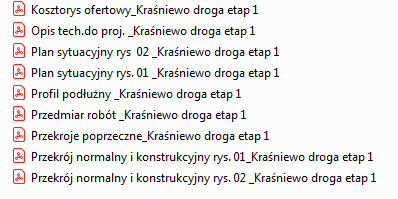 Kosztorys ofertowy_Kraśniewo droga etap 1
Opis tech.do proj. _Kraśniewo droga etap 1
Plan sytuacyjny rys  02 _Kraśniewo droga etap 1
Plan sytuacyjny rys. 01 _Kraśniewo droga etap 1
Profil podłużny _Kraśniewo droga etap 1
Przedmiar robót _Kraśniewo droga etap 1
Przekroje poprzeczne_Kraśniewo droga etap 1
Przekrój normalny i konstrukcyjny rys. 01_Kraśniewo droga etap 1
Przekrój normalny i konstrukcyjny rys. 02 _Kraśniewo droga etap 1